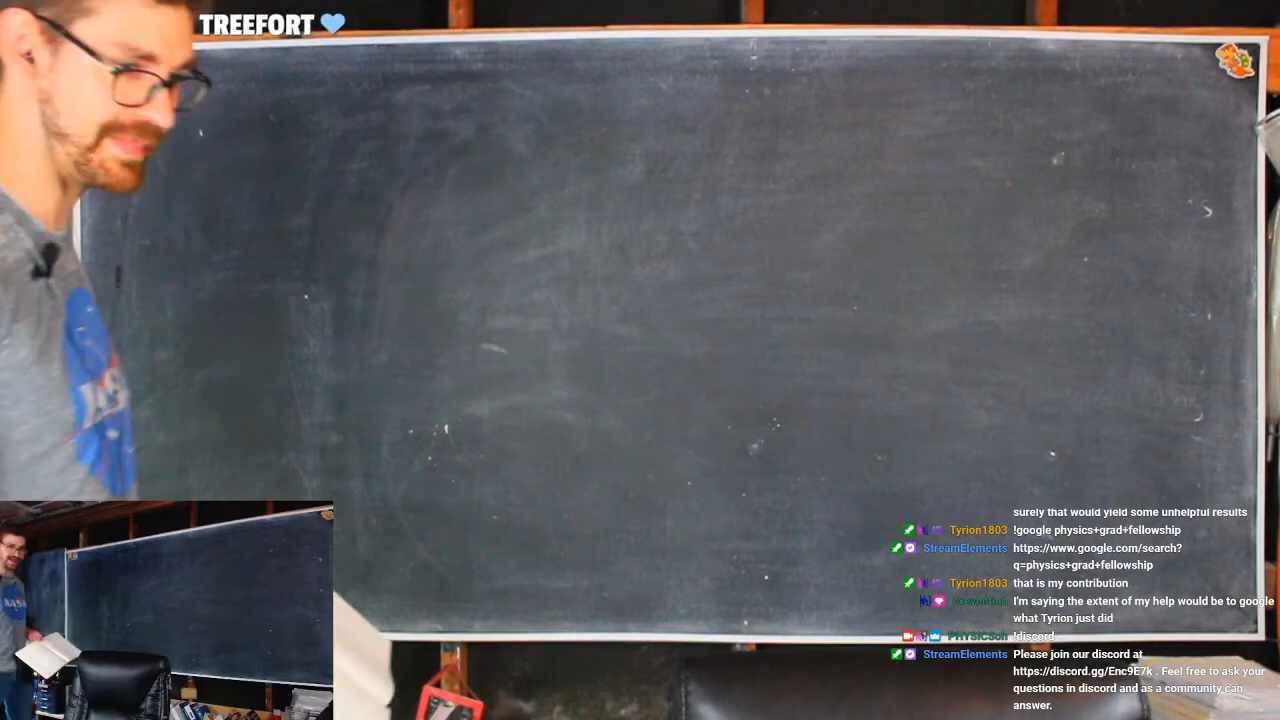 TREEFORT
surely that would yield some unhelpful results
Tyrion1803 !google physics+grad+fellowship
StreamElements https://www.google.com/search?
q=physics+grad+fellowship
Tyrion1803 that is my contribution
I'm saying the extent of my help would be to google
what Tyrion just did
PHYSICSoh !discord
StreamElements Please join our discord at
https://discord.gg/Enc9E7k . Feel free to ask your
questions in discord and as a community can
answer.
NASA